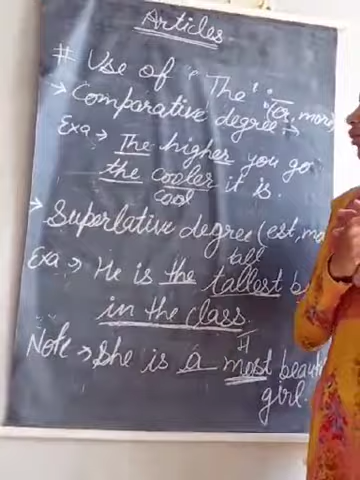 Articles
# Use of "The" :-
→ Comparative degree :→ (er, more)
Exa → The higher you go
the cooler it is.
cool
→ Superlative degree (est, mo
tall
Exa → He is the tallest b
in the class.
Note → She is a most beauti
girl.